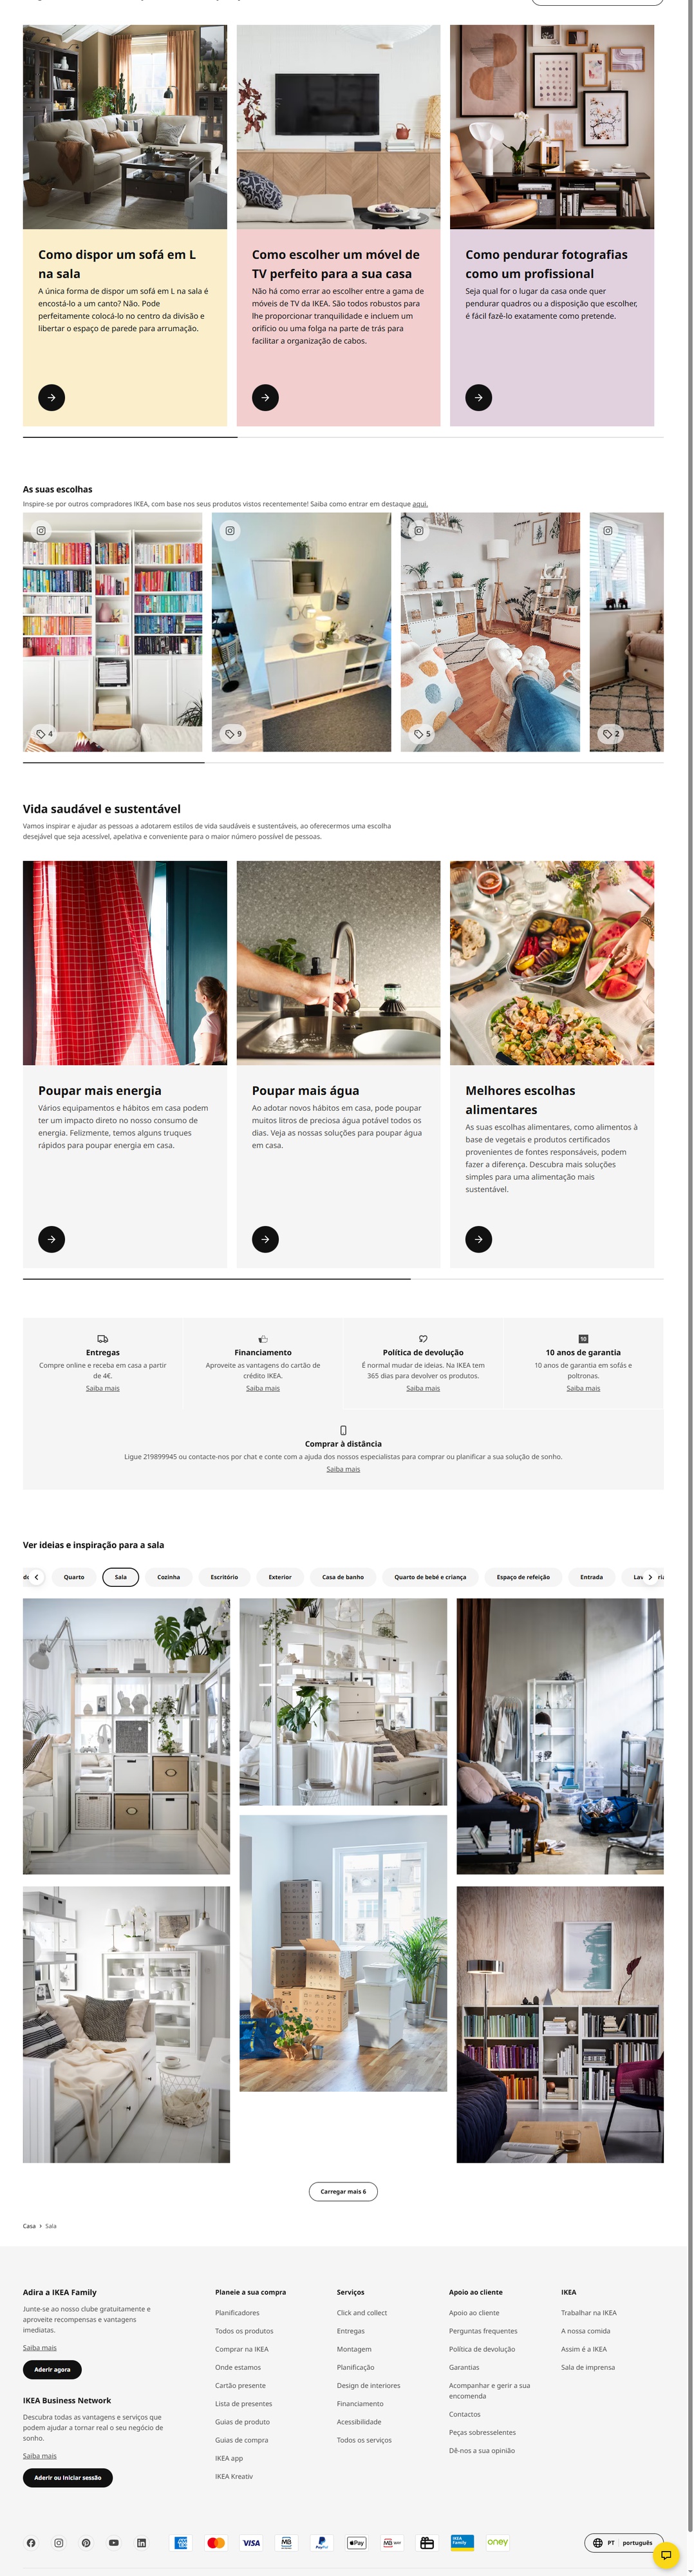 Como dispor um sofá em L
na sala
A única forma de dispor um sofá em L na sala é
encostá-lo a um canto? Não. Pode
perfeitamente colocá-lo no centro da divisão e
libertar o espaço de parede para arrumação.
Como escolher um móvel de
TV perfeito para a sua casa
Não há como errar ao escolher entre a gama de
móveis de TV da IKEA. São todos robustos para
lhe proporcionar tranquilidade e incluem um
orifício ou uma folga na parte de trás para
facilitar a organização de cabos.
Como pendurar fotografias
como um profissional
Seja qual for o lugar da casa onde quer
pendurar quadros ou a disposição que escolher,
é fácil fazê-lo exatamente como pretende.
As suas escolhas
Inspire-se por outros compradores IKEA, com base nos seus produtos vistos recentemente! Saiba como entrar em destaque aqui.
4
9
5
2
Vida saudável e sustentável
Vamos inspirar e ajudar as pessoas a adotarem estilos de vida saudáveis e sustentáveis, ao oferecermos uma escolha
desejável que seja acessível, apelativa e conveniente para o maior número possível de pessoas.
Poupar mais energia
Vários equipamentos e hábitos em casa podem
ter um impacto direto no nosso consumo de
energia. Felizmente, temos alguns truques
rápidos para poupar energia em casa.
Poupar mais água
Ao adotar novos hábitos em casa, pode poupar
muitos litros de preciosa água potável todos os
dias. Veja as nossas soluções para poupar água
em casa.
Melhores escolhas
alimentares
As suas escolhas alimentares, como alimentos à
base de vegetais e produtos certificados
provenientes de fontes responsáveis, podem
fazer a diferença. Descubra mais soluções
simples para uma alimentação mais
sustentável.
Entregas
Compre online e receba em casa a partir
de 4€.
Saiba mais
Financiamento
Aproveite as vantagens do cartão de
crédito IKEA.
Saiba mais
Política de devolução
É normal mudar de ideias. Na IKEA tem
365 dias para devolver os produtos.
Saiba mais
10
10 anos de garantia
10 anos de garantia em sofás e
poltronas.
Saiba mais
Comprar à distância
Ligue 219899945 ou contacte-nos por chat e conte com a ajuda dos nossos especialistas para comprar ou planificar a sua solução de sonho.
Saiba mais
Ver ideias e inspiração para a sala
Quarto Sala Cozinha Escritório Exterior Casa de banho Quarto de bebé e criança Espaço de refeição Entrada
Carregar mais 6
Casa › Sala
Adira a IKEA Family
Junte-se ao nosso clube gratuitamente e
aproveite recompensas e vantagens
imediatas.
Saiba mais
Aderir agora
IKEA Business Network
Descubra todas as vantagens e serviços que
podem ajudar a tornar real o seu negócio de
sonho.
Saiba mais
Aderir ou Iniciar sessão
Planeie a sua compra
Planificadores
Todos os produtos
Comprar na IKEA
Onde estamos
Cartão presente
Lista de presentes
Guias de produto
Guias de compra
IKEA app
IKEA Kreativ
Serviços
Click and collect
Entregas
Montagem
Planificação
Design de interiores
Financiamento
Acessibilidade
Todos os serviços
Apoio ao cliente
Apoio ao cliente
Perguntas frequentes
Política de devolução
Garantias
Acompanhar e gerir a sua
encomenda
Contactos
Peças sobresselentes
Dê-nos a sua opinião
IKEA
Trabalhar na IKEA
A nossa comida
Assim é a IKEA
Sala de imprensa
VISA
MB
PayPal
Pay
MB WAY
IKEA Family
oney
PT português